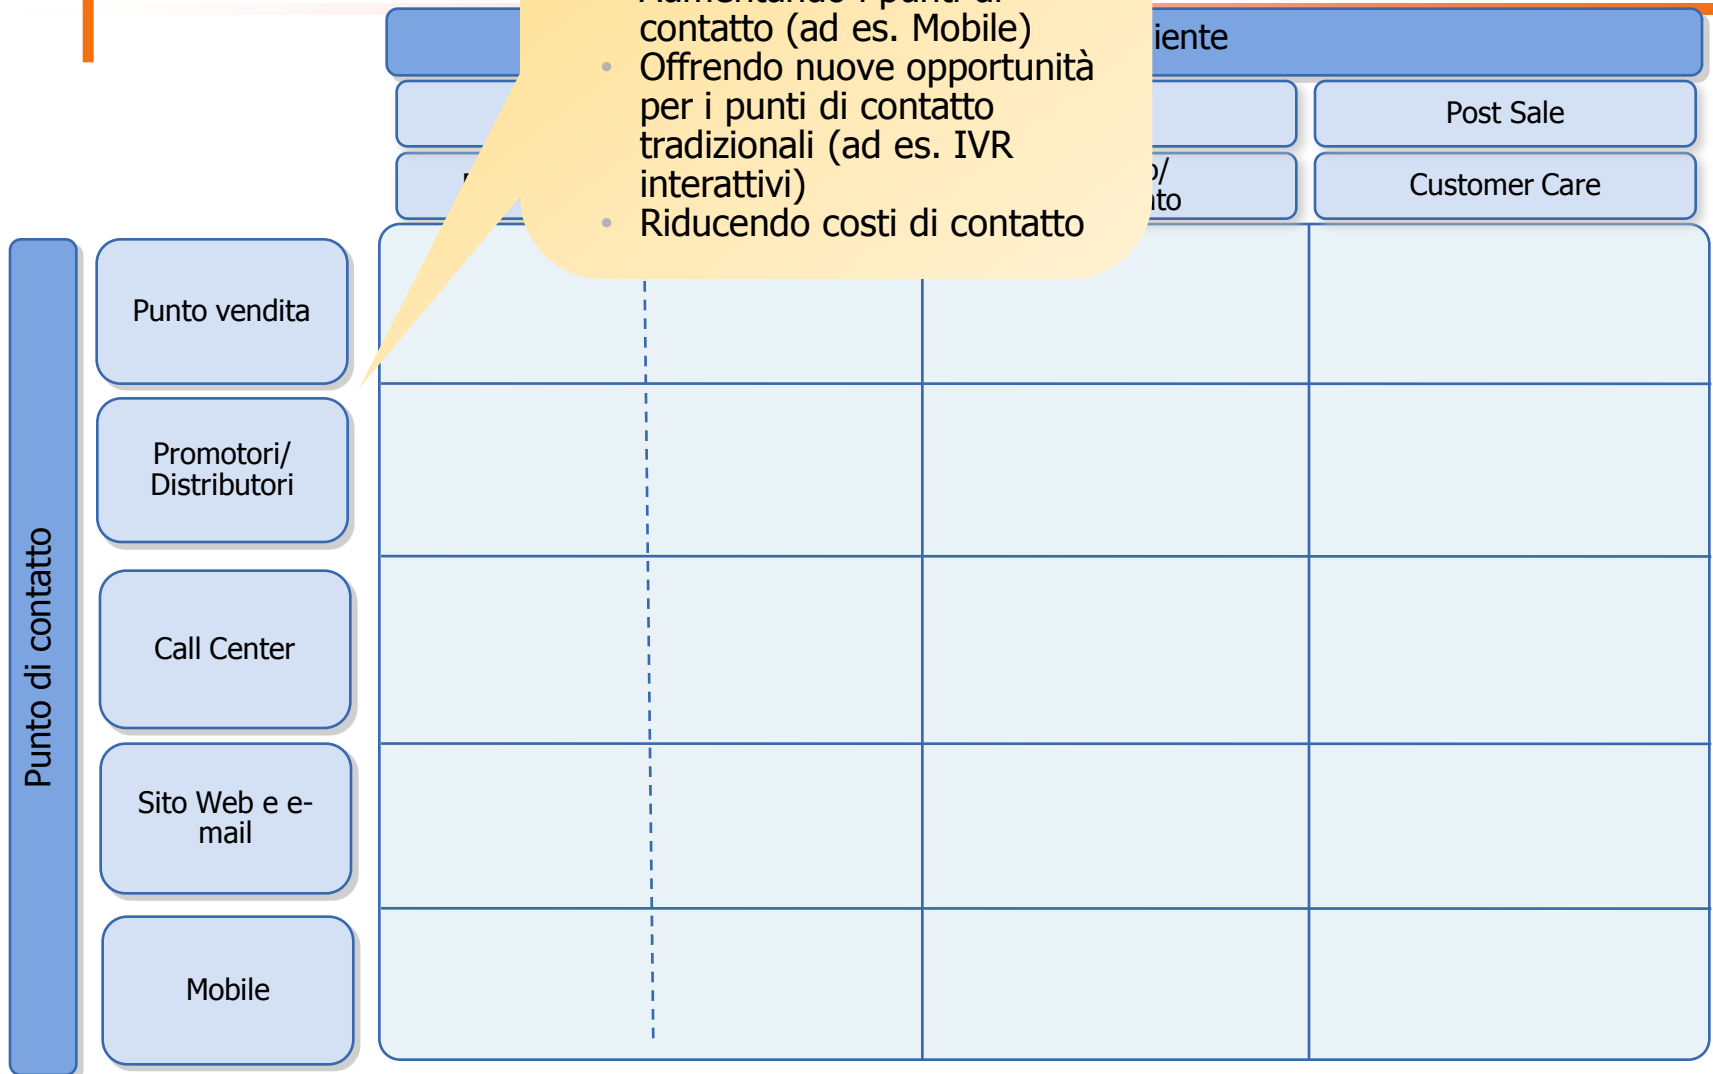 contatto (ad es. Mobile)
• Offrendo nuove opportunità
per i punti di contatto
tradizionali (ad es. IVR
interattivi)
• Riducendo costi di contatto
iente
Post Sale
Customer Care
Punto di contatto
Punto vendita
Promotori/
Distributori
Call Center
Sito Web e e-
mail
Mobile